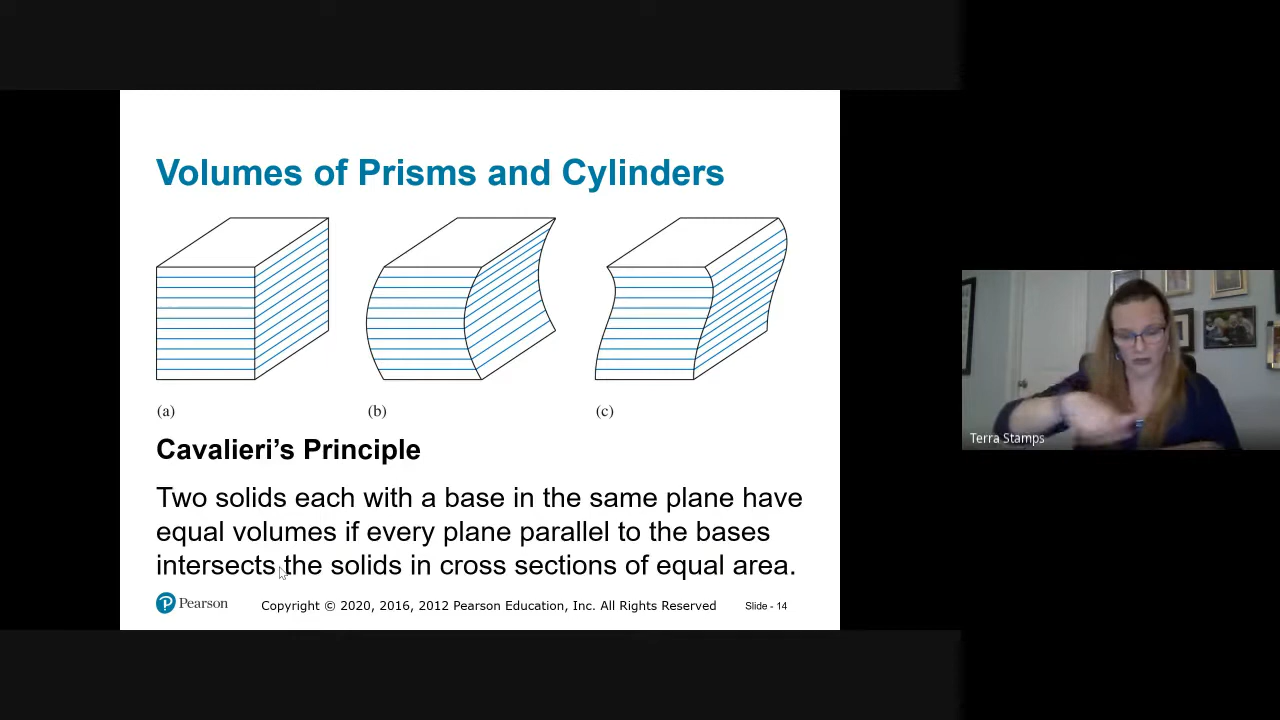 Volumes of Prisms and Cylinders
(a)
(b)
(c)
Cavalieri’s Principle
Two solids each with a base in the same plane have
equal volumes if every plane parallel to the bases
intersects the solids in cross sections of equal area.
Pearson
Copyright © 2020, 2016, 2012 Pearson Education, Inc. All Rights Reserved
Slide - 14
Terra Stamps